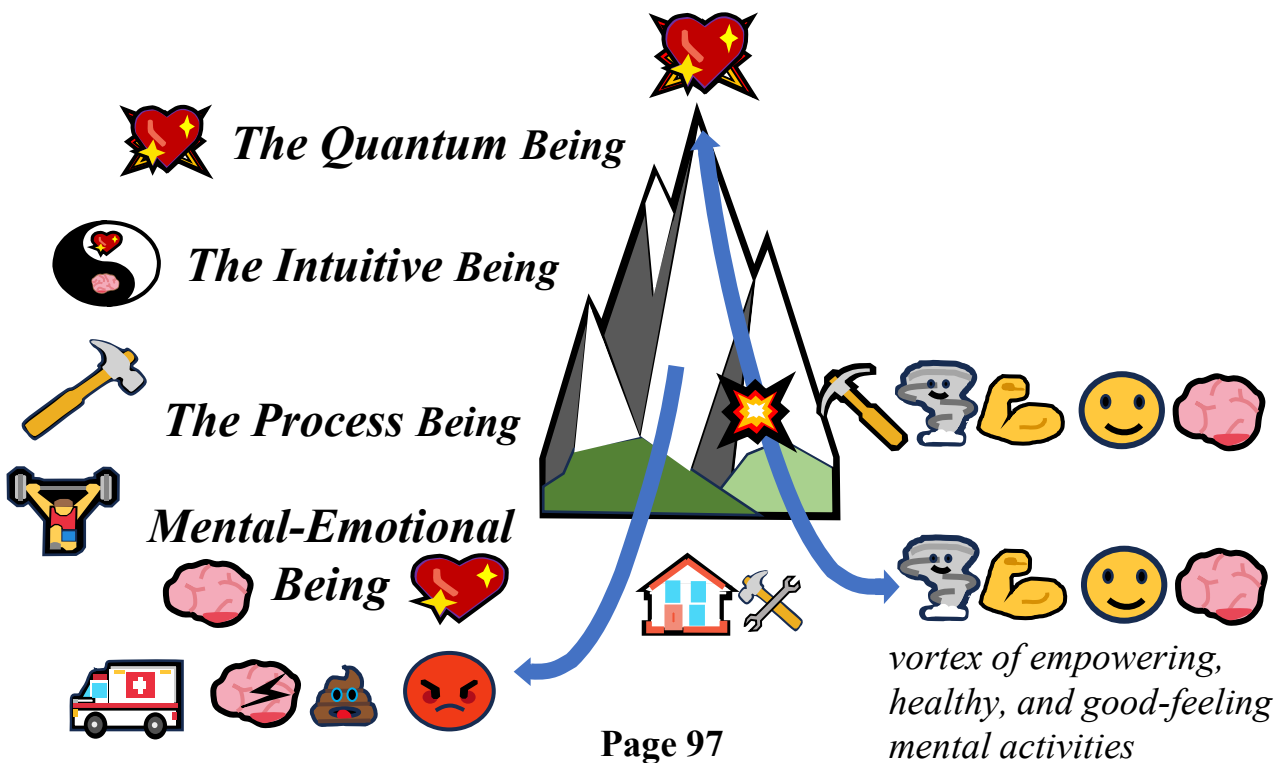 The Quantum Being
The Intuitive Being
The Process Being
Mental-Emotional
Being
vortex of empowering,
healthy, and good-feeling
mental activities
Page 97